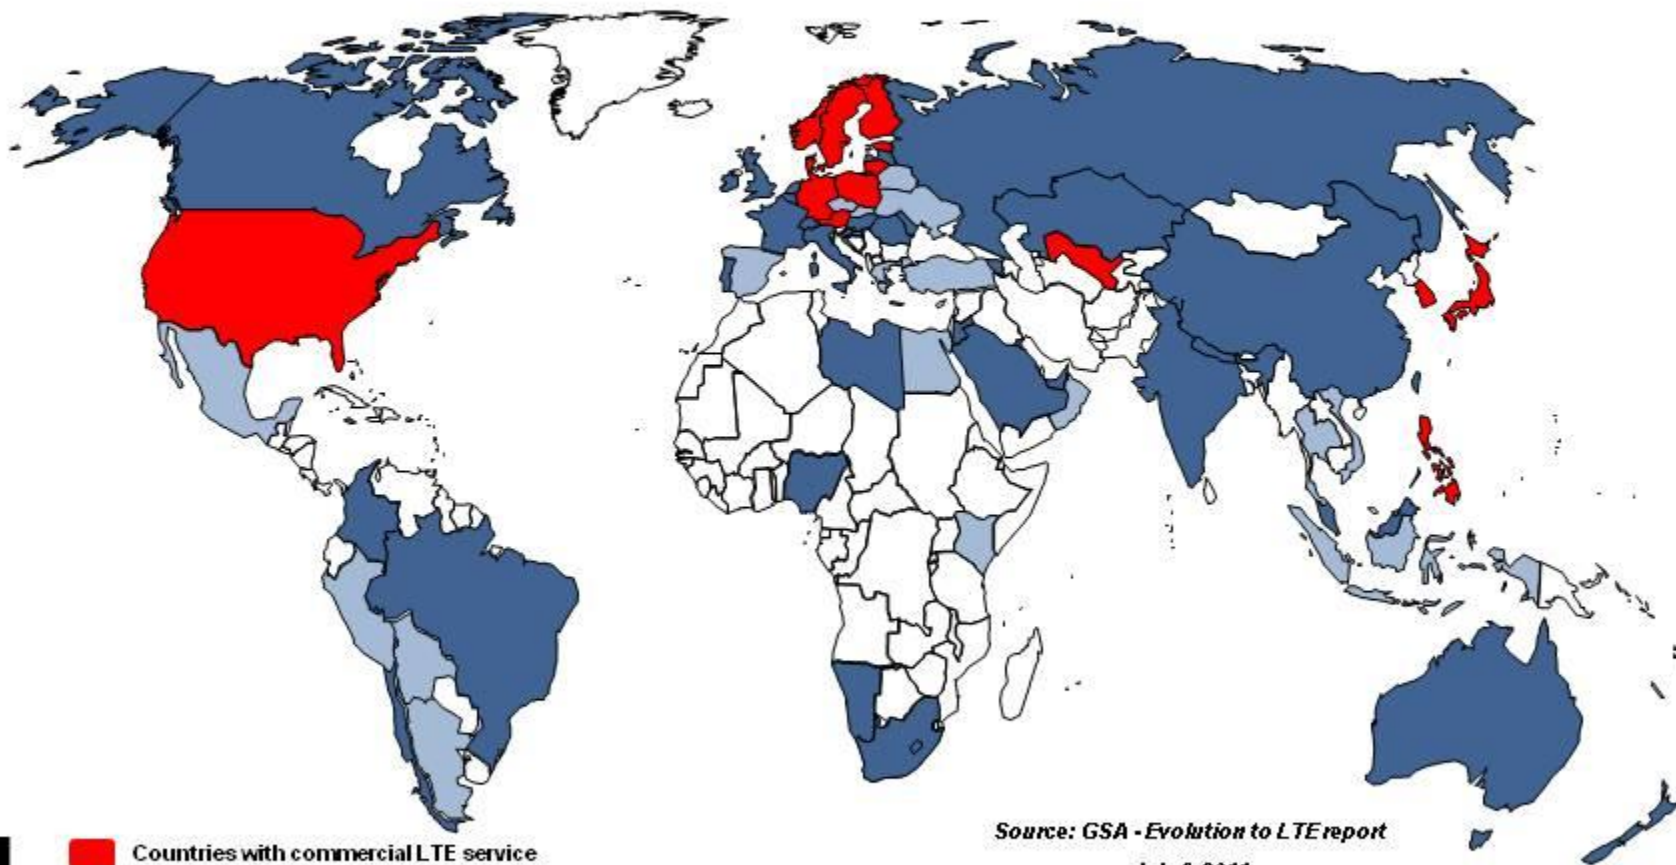 Source: GSA - Evolution to LTE report
Countries with commercial LTE service